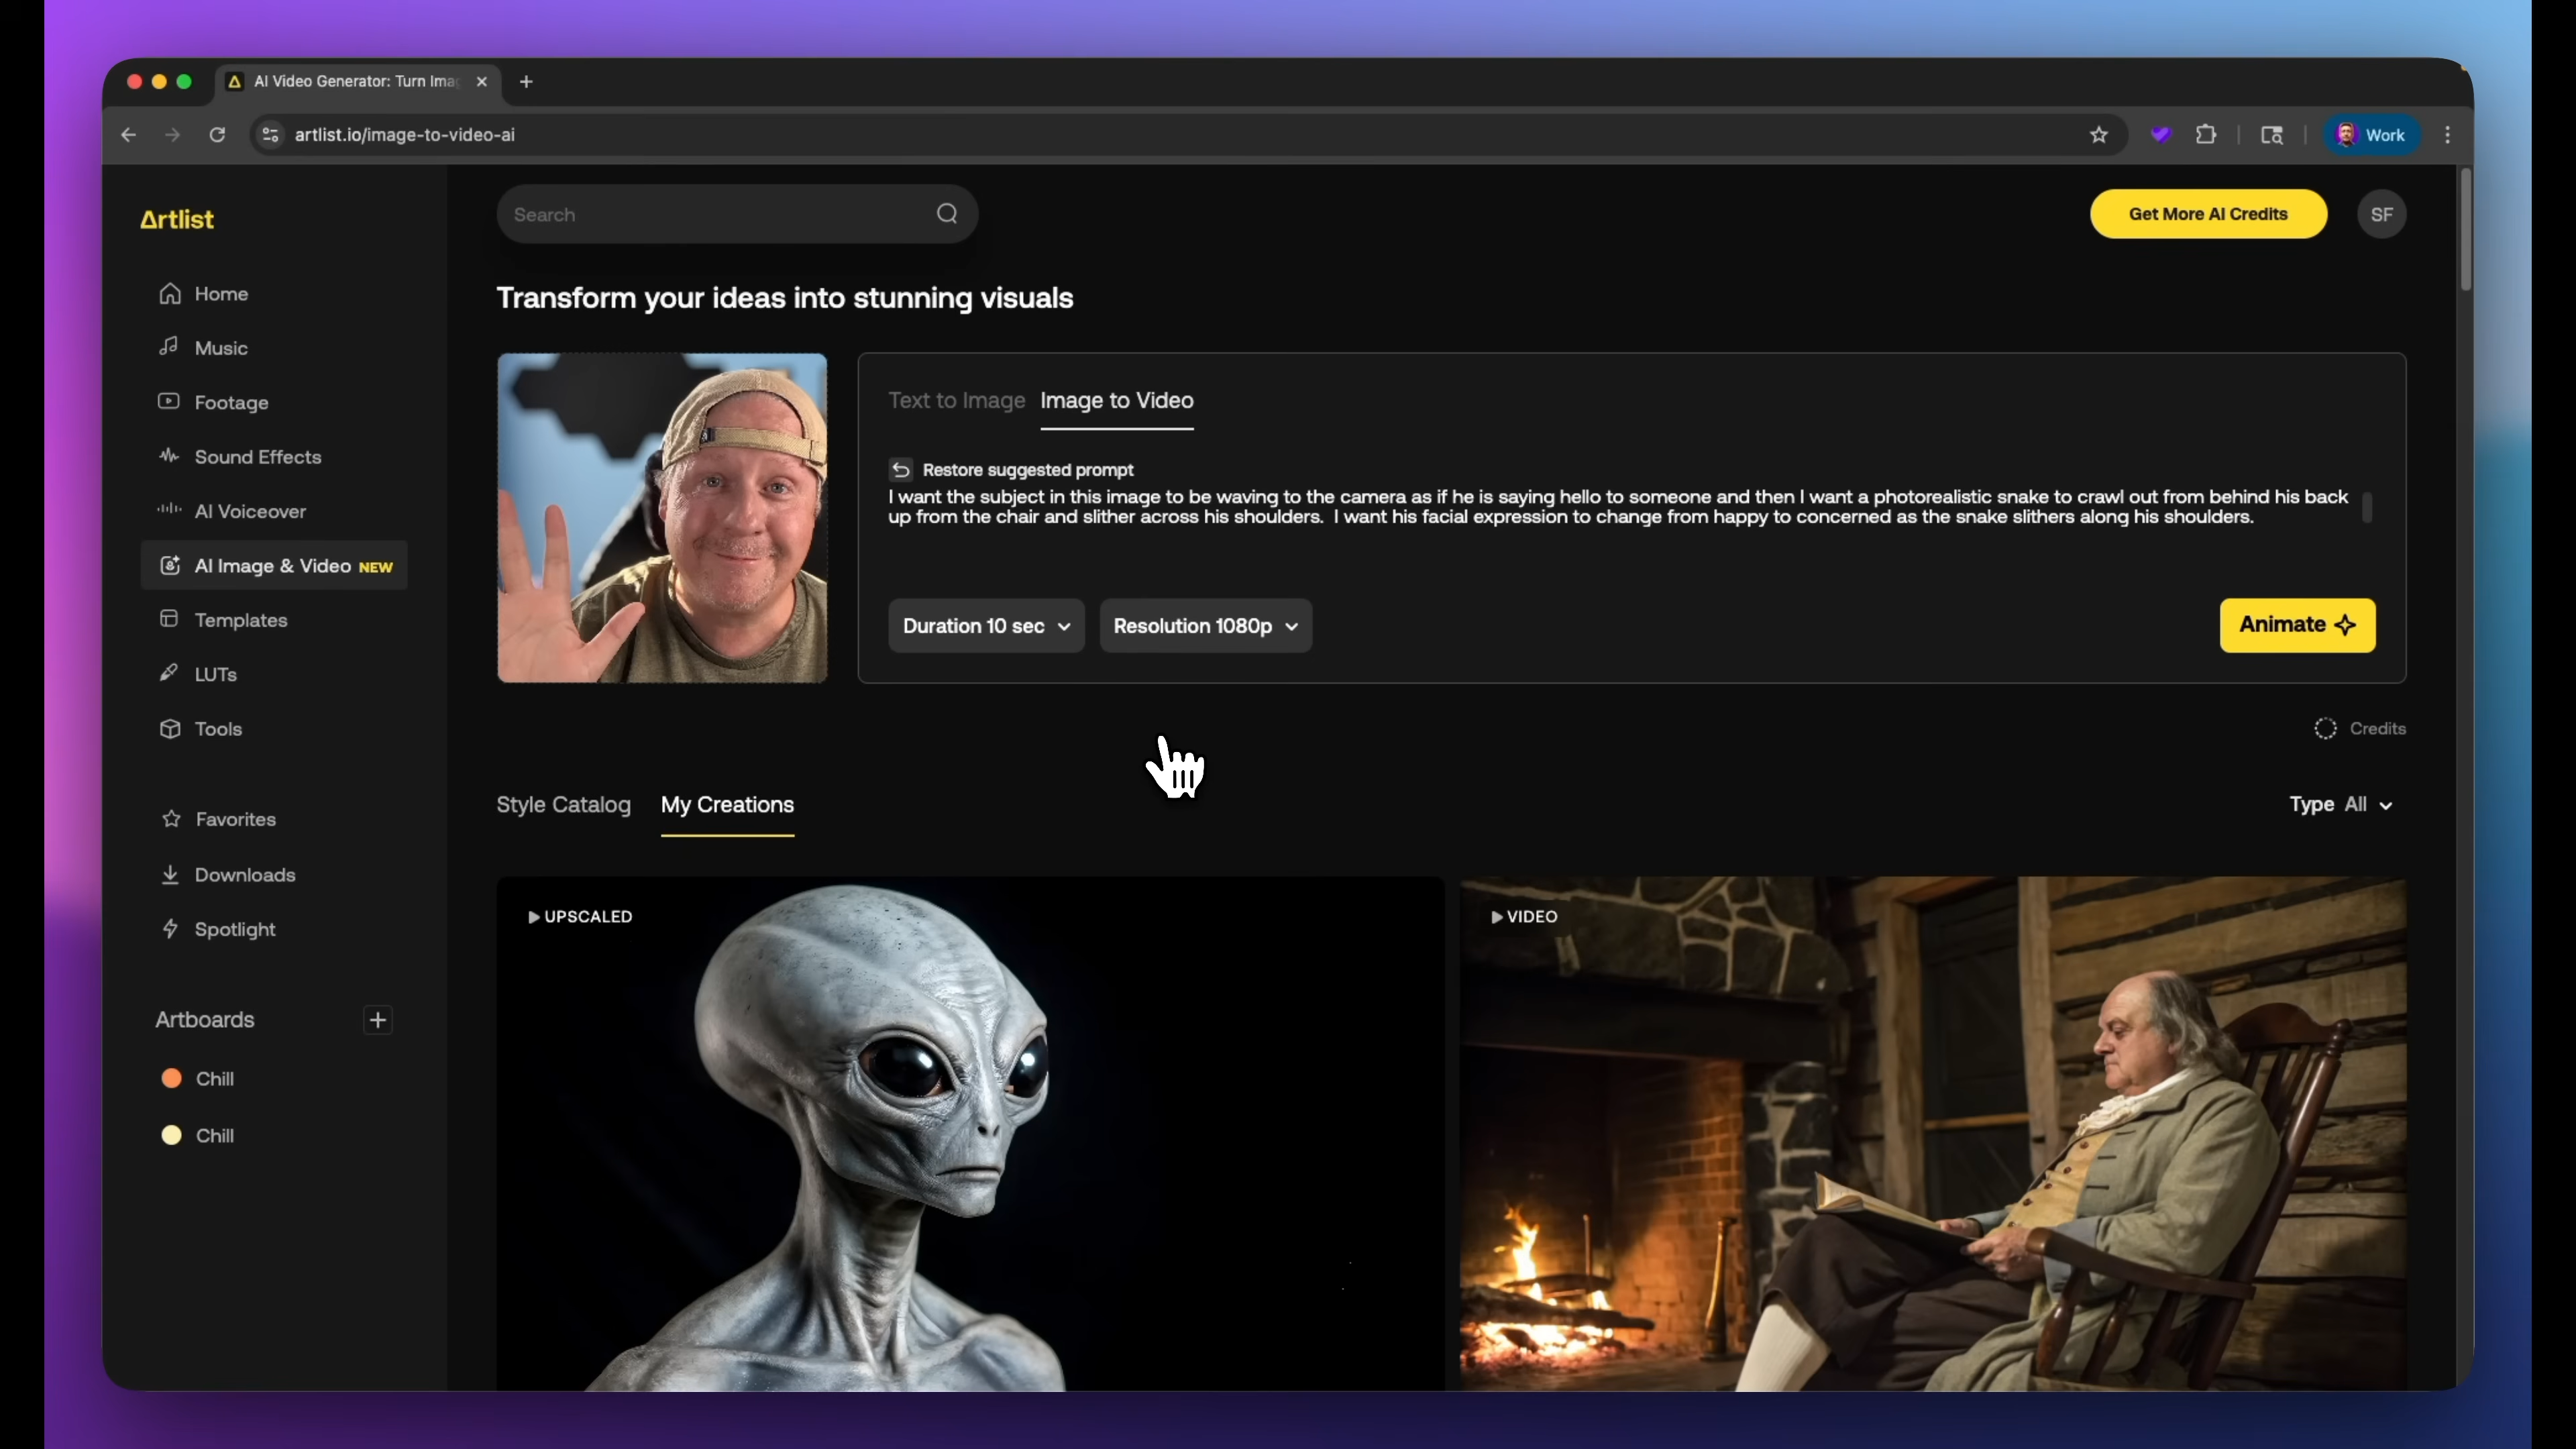 AI Video Generator: Turn Ima
artlist.io/image-to-video-ai
Work
Artlist
Search
Get More AI Credits
SF
Home
Music
Footage
Sound Effects
AI Voiceover
AI Image & Video NEW
Templates
LUTs
Tools
Favorites
Downloads
Spotlight
Artboards
Chill
Chill
Transform your ideas into stunning visuals
Text to Image
Image to Video
Restore suggested prompt
I want the subject in this image to be waving to the camera as if he is saying hello to someone and then I want a photorealistic snake to crawl out from behind his back
up from the chair and slither across his shoulders. I want his facial expression to change from happy to concerned as the snake slithers along his shoulders.
Duration 10 sec
Resolution 1080p
Animate
Credits
Style Catalog
My Creations
Type All
UPSCALED
VIDEO